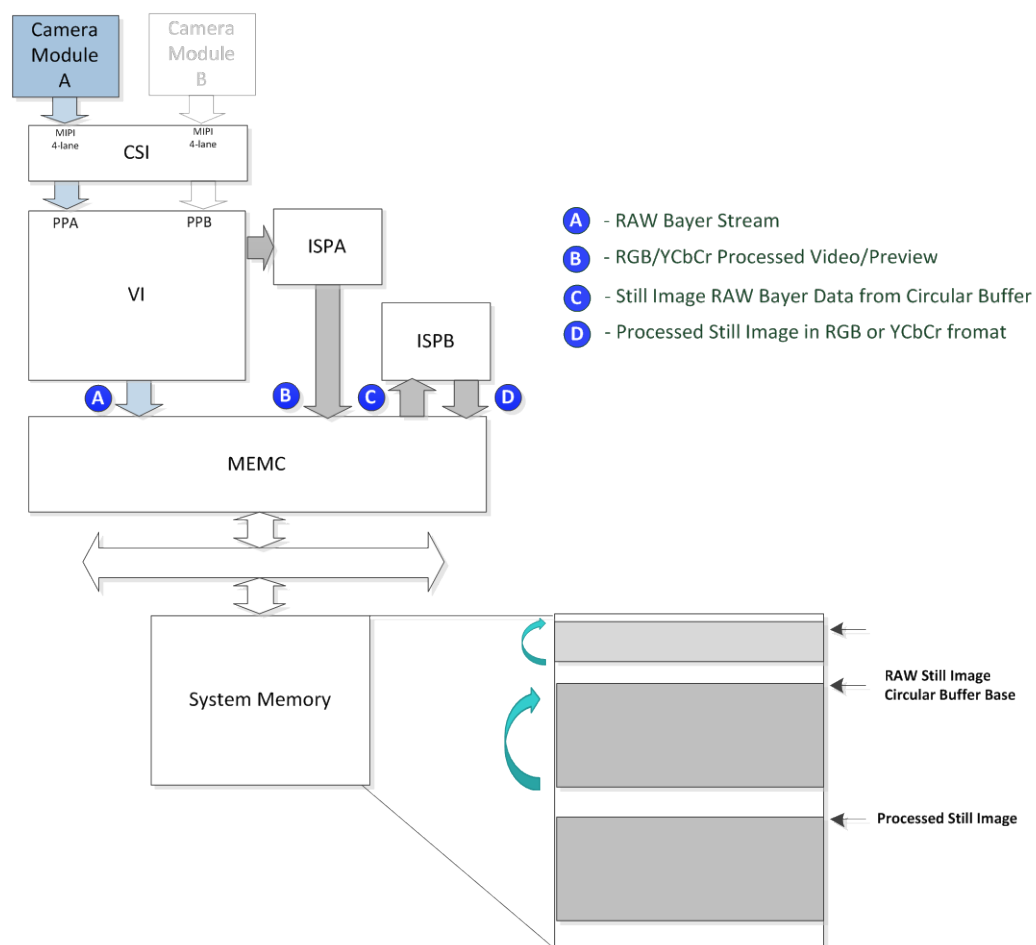 Camera
Module
A
Camera
Module
B
MIPI
4-lane
MIPI
4-lane
CSI
PPA
PPB
VI
ISPA
ISPB
A - RAW Bayer Stream
B - RGB/YCbCr Processed Video/Preview
C - Still Image RAW Bayer Data from Circular Buffer
D - Processed Still Image in RGB or YCbCr fromat
A
B
C
D
MEMC
System Memory
RAW Still Image
Circular Buffer Base
Processed Still Image